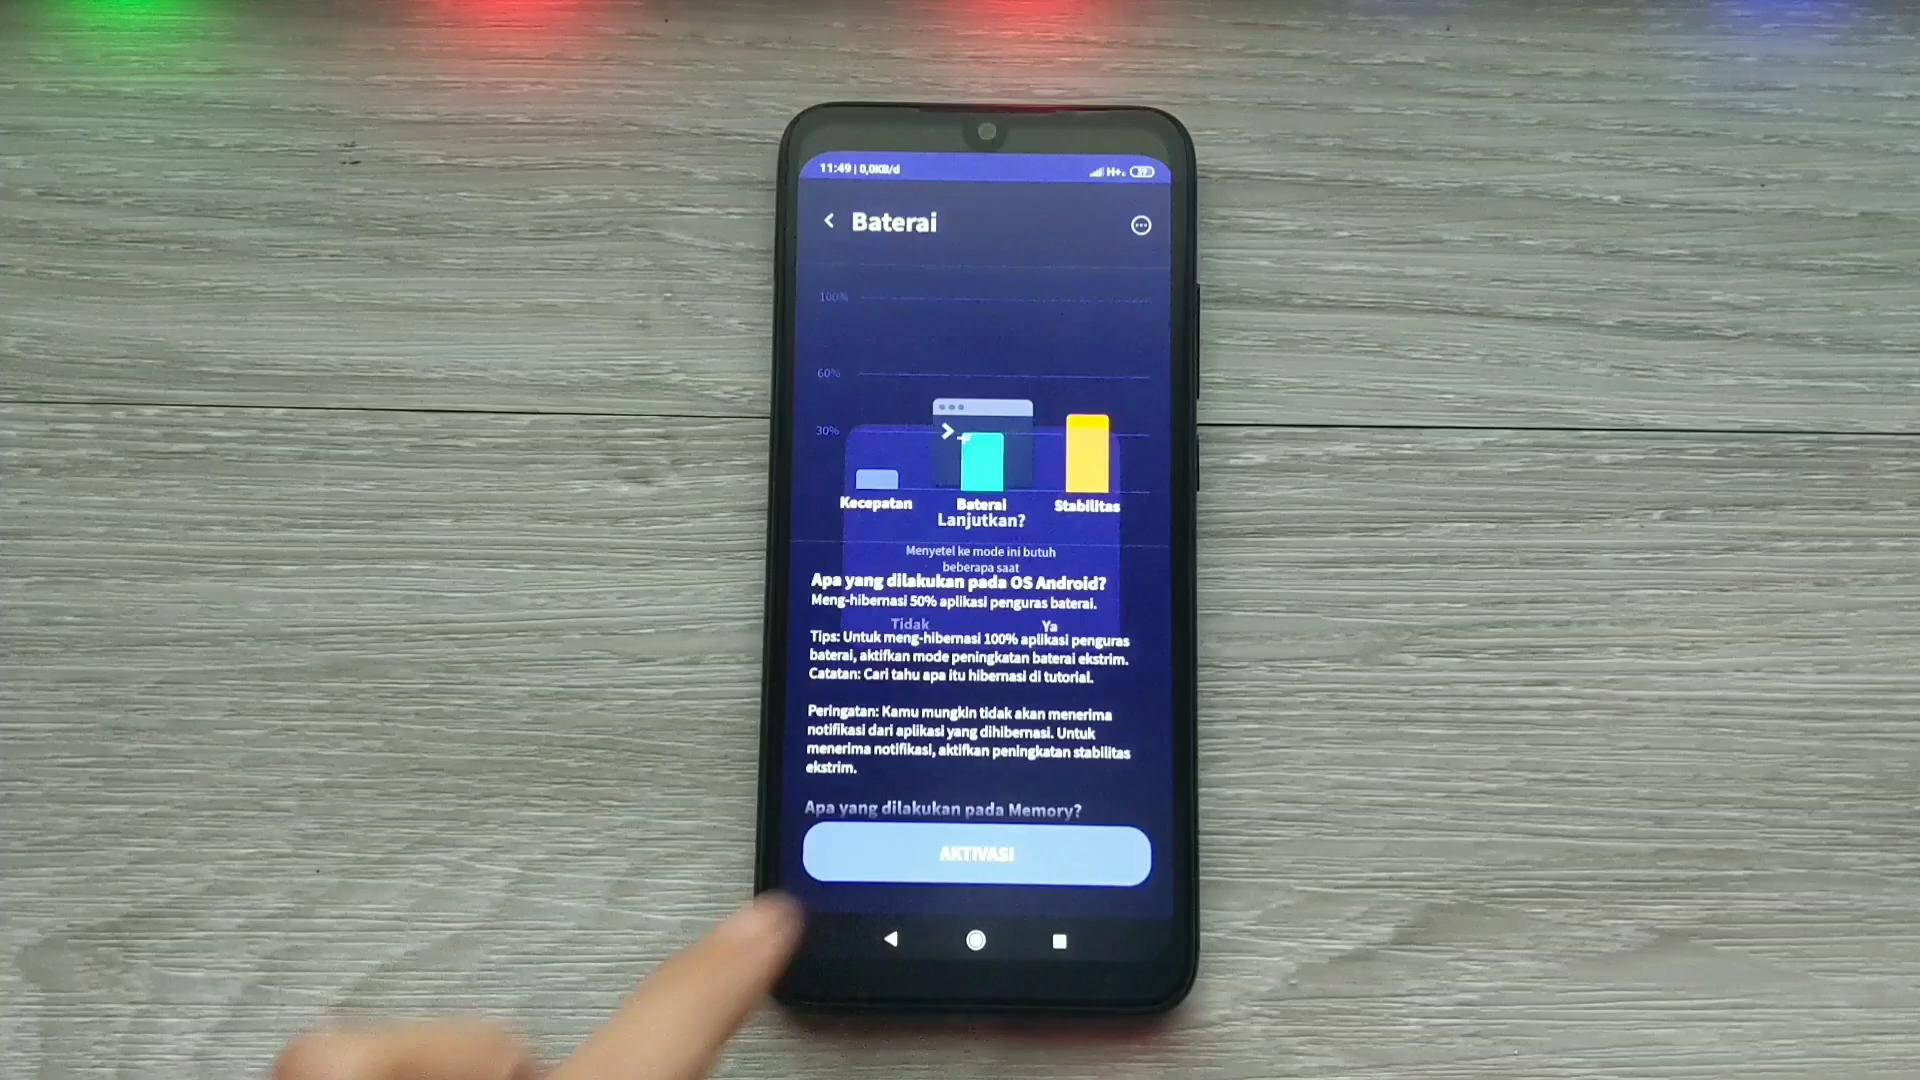 11:49 | 0,0KB/d
H+
39
Baterai
100%
60%
30%
Kecepatan
Baterai
Stabilitas
Lanjutkan?
Menyetel ke mode ini butuh
beberapa saat
Apa yang dilakukan pada OS Android?
Meng-hibernasi 50% aplikasi penguras baterai.
Tidak
Ya
Tips: Untuk meng-hibernasi 100% aplikasi penguras
baterai, aktifkan mode peningkatan baterai ekstrim.
Catatan: Cari tahu apa itu hibernasi di tutorial.
Peringatan: Kamu mungkin tidak akan menerima
notifikasi dari aplikasi yang dihibernasi. Untuk
menerima notifikasi, aktifkan peningkatan stabilitas
ekstrim.
Apa yang dilakukan pada Memory?
AKTIVASI